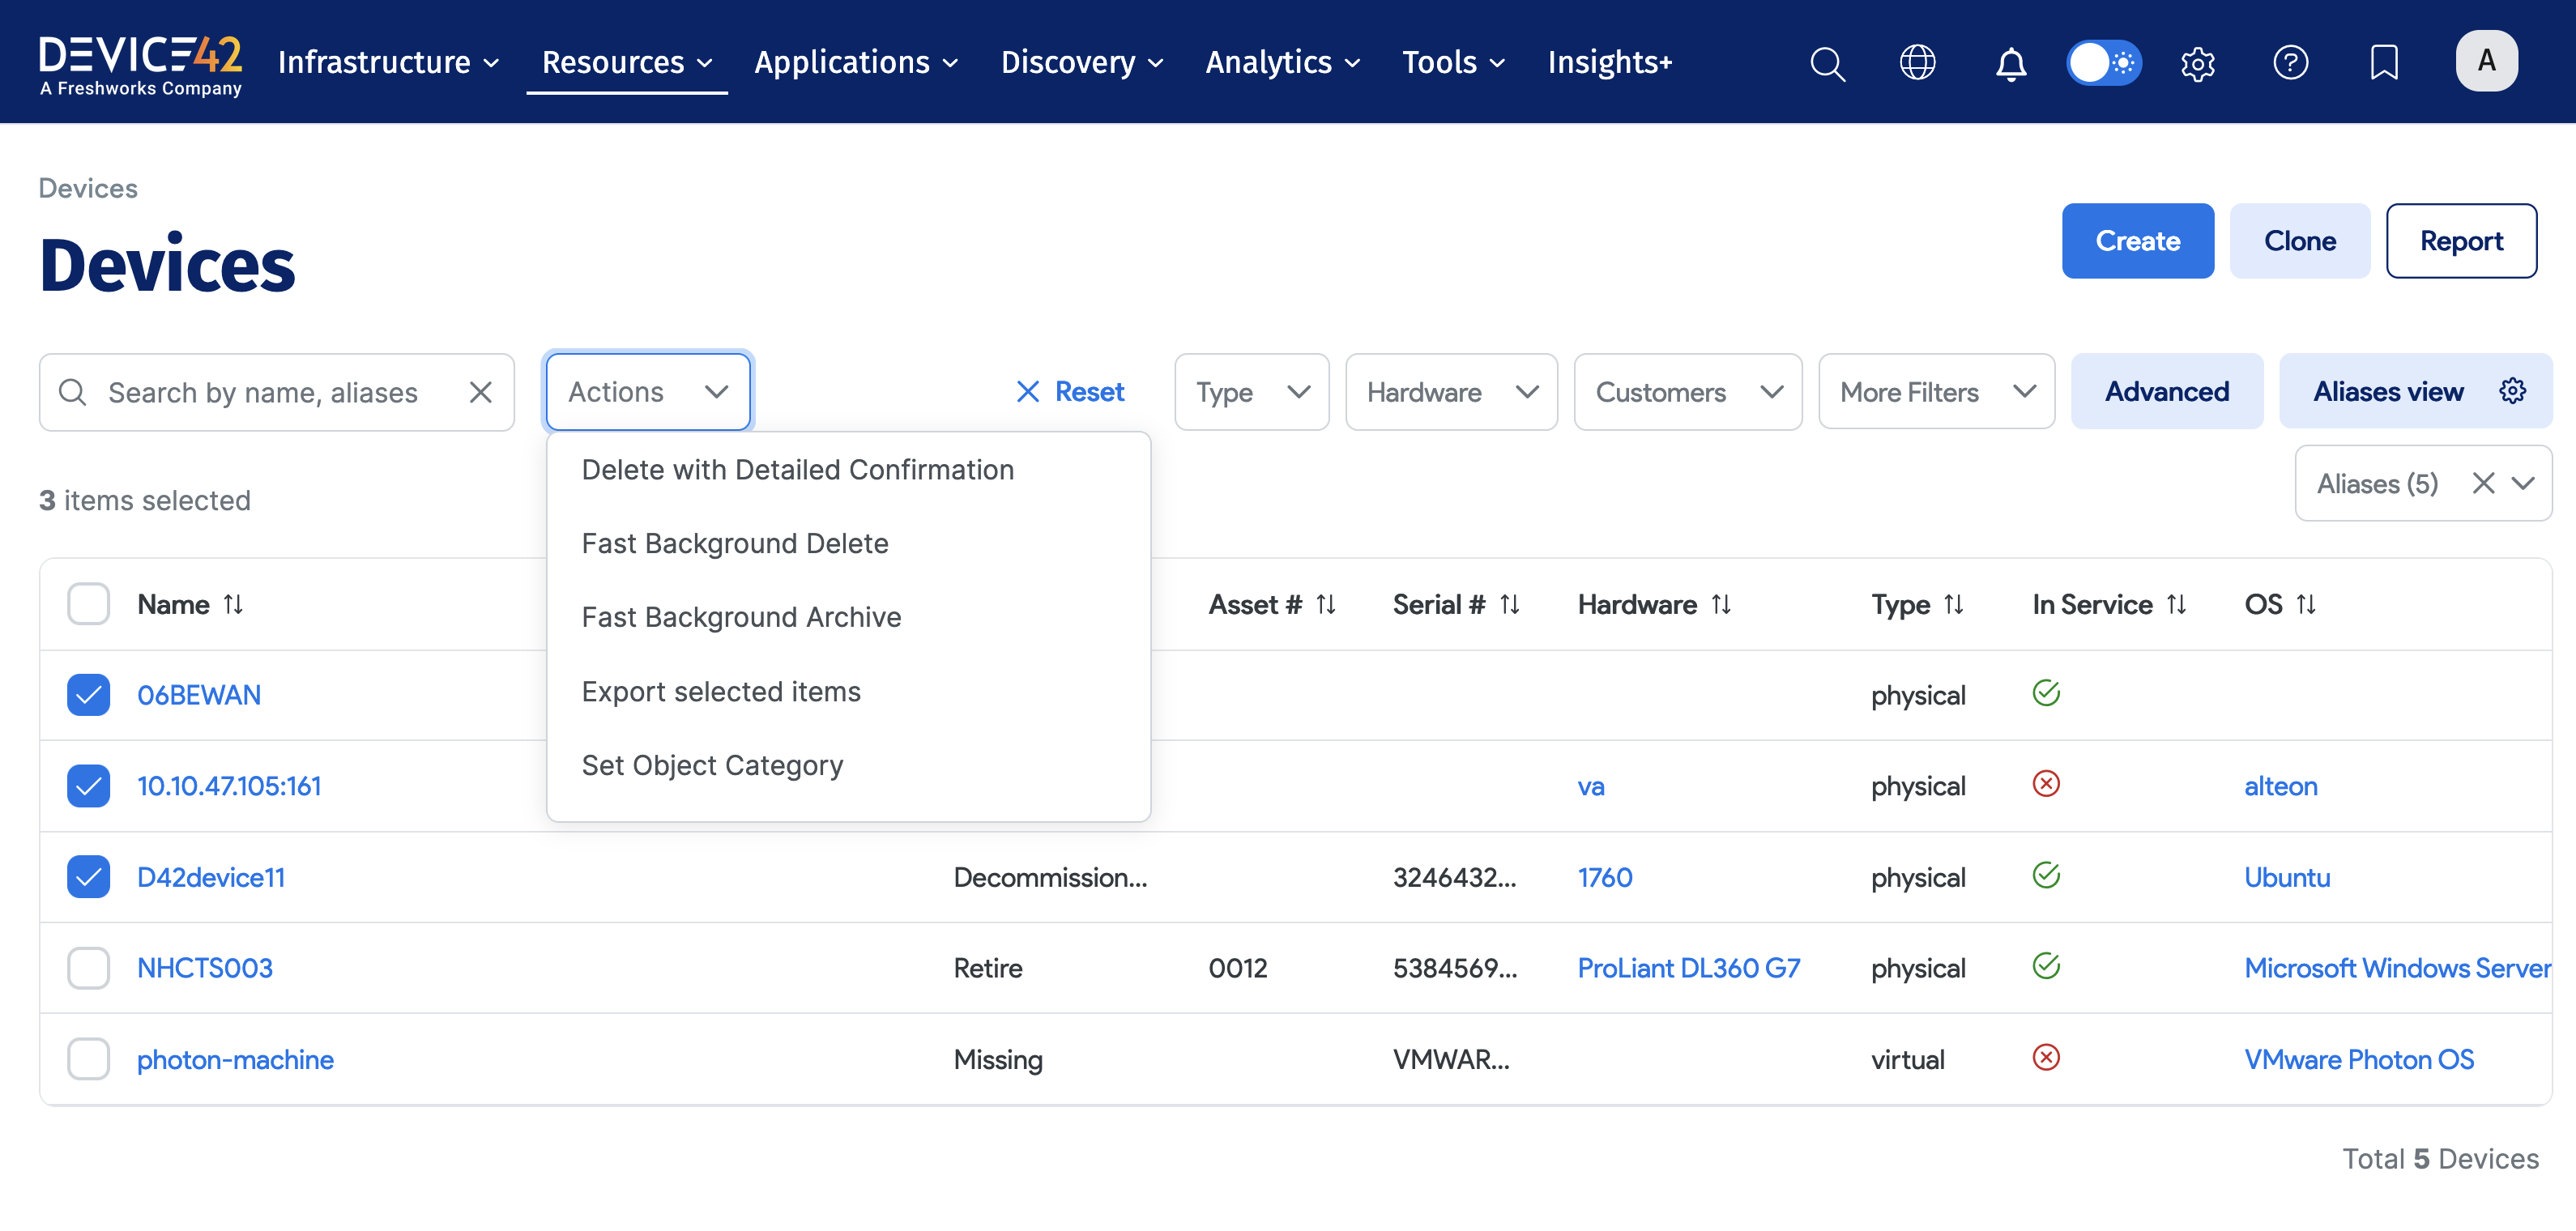 DEVICE42
A Freshworks Company
Infrastructure Resources Applications Discovery Analytics Tools Insights+ A
Devices
Devices
Create Clone Report
Search by name, aliases Actions Reset Type Hardware Customers More Filters Advanced Aliases view
Delete with Detailed Confirmation
Fast Background Delete
Fast Background Archive
Export selected items
Set Object Category
Aliases (5)
3 items selected
Name Asset # Serial # Hardware Type In Service OS
06BEWAN physical
10.10.47.105:161 va physical alteon
D42device11 Decommission... 3246432... 1760 physical Ubuntu
NHCTS003 Retire 0012 5384569... ProLiant DL360 G7 physical Microsoft Windows Server
photon-machine Missing VMWAR... virtual VMware Photon OS
Total 5 Devices